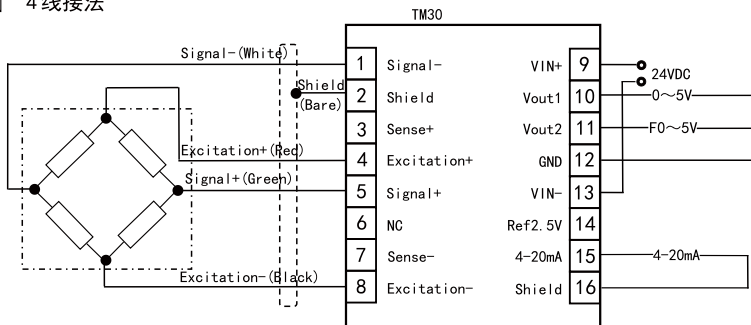 4线接法
TM30
Signal-(White)
Shield
(Bare)
Excitation+(Red)
Signal+(Green)
Excitation-(Black)
1 Signal-
2 Shield
3 Sense+
4 Excitation+
5 Signal+
6 NC
7 Sense-
8 Excitation-
VIN+ 9
Vout1 10
Vout2 11
GND 12
VIN- 13
Ref2.5V 14
4-20mA 15
Shield 16
24VDC
0～5V
F0～5V
4-20mA